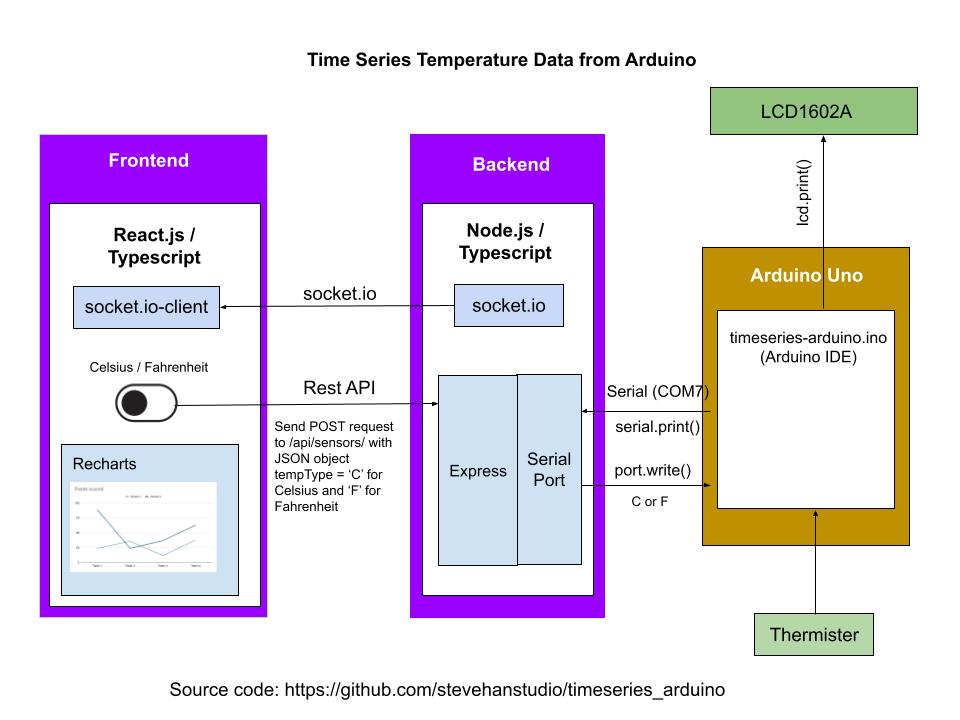 Time Series Temperature Data from Arduino
LCD1602A
lcd.print()
Frontend
React.js /
Typescript
socket.io-client
Celsius / Fahrenheit
Recharts
Points scored
socket.io
Rest API
Send POST request
to /api/sensors/ with
JSON object
tempType = ‘C’ for
Celsius and ‘F’ for
Fahrenheit
Backend
Node.js /
Typescript
socket.io
Express
Serial
Port
Serial (COM7)
serial.print()
port.write()
C or F
Arduino Uno
timeseries-arduino.ino
(Arduino IDE)
Thermister
Source code: https://github.com/stevehanstudio/timeseries_arduino